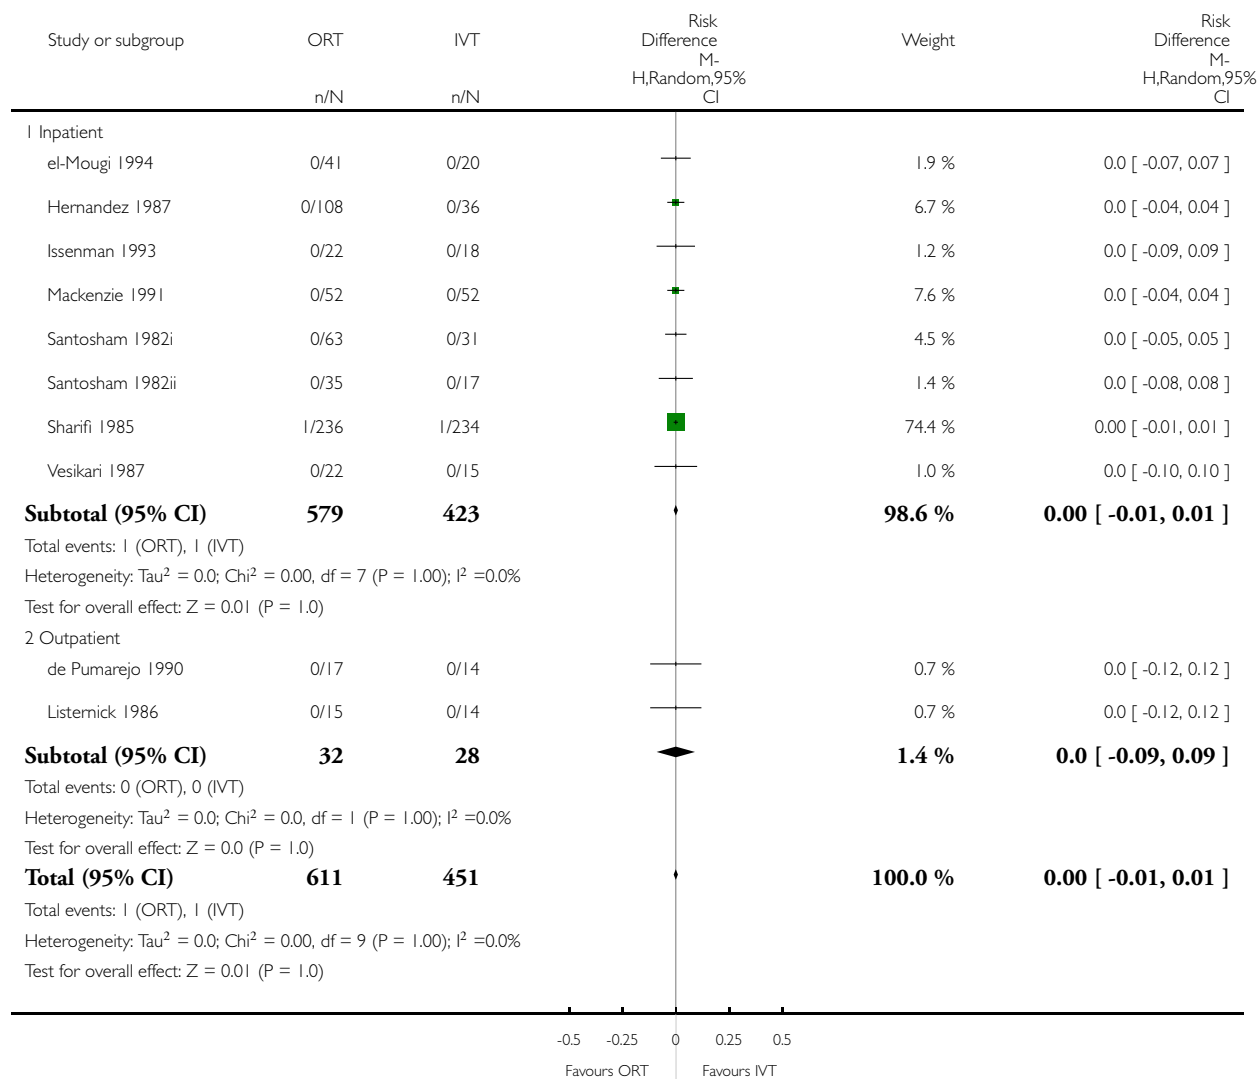 Study or subgroup ORT IVT Risk Difference Weight Risk Difference
M-H,Random,95% CI M-H,Random,95% CI
n/N n/N
1 Inpatient
el-Mougi 1994 0/41 0/20 1.9 % 0.0 [ -0.07, 0.07 ]
Hernandez 1987 0/108 0/36 6.7 % 0.0 [ -0.04, 0.04 ]
Issenman 1993 0/22 0/18 1.2 % 0.0 [ -0.09, 0.09 ]
Mackenzie 1991 0/52 0/52 7.6 % 0.0 [ -0.04, 0.04 ]
Santosham 1982i 0/63 0/31 4.5 % 0.0 [ -0.05, 0.05 ]
Santosham 1982ii 0/35 0/17 1.4 % 0.0 [ -0.08, 0.08 ]
Sharifi 1985 1/236 1/234 74.4 % 0.00 [ -0.01, 0.01 ]
Vesikari 1987 0/22 0/15 1.0 % 0.0 [ -0.10, 0.10 ]
Subtotal (95% CI) 579 423 98.6 % 0.00 [ -0.01, 0.01 ]
Total events: 1 (ORT), 1 (IVT)
Heterogeneity: Tau² = 0.0; Chi² = 0.00, df = 7 (P = 1.00); I² =0.0%
Test for overall effect: Z = 0.01 (P = 1.0)
2 Outpatient
de Pumarejo 1990 0/17 0/14 0.7 % 0.0 [ -0.12, 0.12 ]
Listernick 1986 0/15 0/14 0.7 % 0.0 [ -0.12, 0.12 ]
Subtotal (95% CI) 32 28 1.4 % 0.0 [ -0.09, 0.09 ]
Total events: 0 (ORT), 0 (IVT)
Heterogeneity: Tau² = 0.0; Chi² = 0.0, df = 1 (P = 1.00); I² =0.0%
Test for overall effect: Z = 0.0 (P = 1.0)
Total (95% CI) 611 451 100.0 % 0.00 [ -0.01, 0.01 ]
Total events: 1 (ORT), 1 (IVT)
Heterogeneity: Tau² = 0.0; Chi² = 0.00, df = 9 (P = 1.00); I² =0.0%
Test for overall effect: Z = 0.01 (P = 1.0)
-0.5 -0.25 0 0.25 0.5
Favours ORT Favours IVT